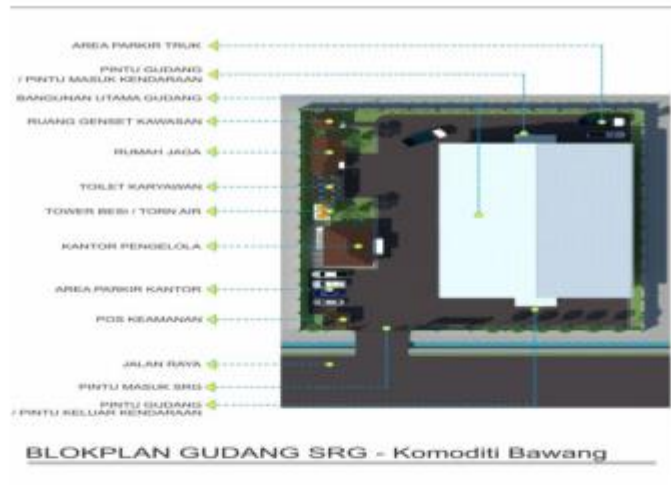 AREA PARKIR TRUK
PINTU GUDANG
/ PINTU MASUK KENDARAAN
BANGUNAN UTAMA GUDANG
RUANG GENSET KAWASAN
RUMAH JAGA
TOILET KARYAWAN
TOWER BESI / TORN AIR
KANTOR PENGELOLA
AREA PARKIR KANTOR
POS KEAMANAN
JALAN RAYA
PINTU MASUK SRG
PINTU GUDANG
/ PINTU KELUAR KENDARAAN
BLOKPLAN GUDANG SRG - Komoditi Bawang